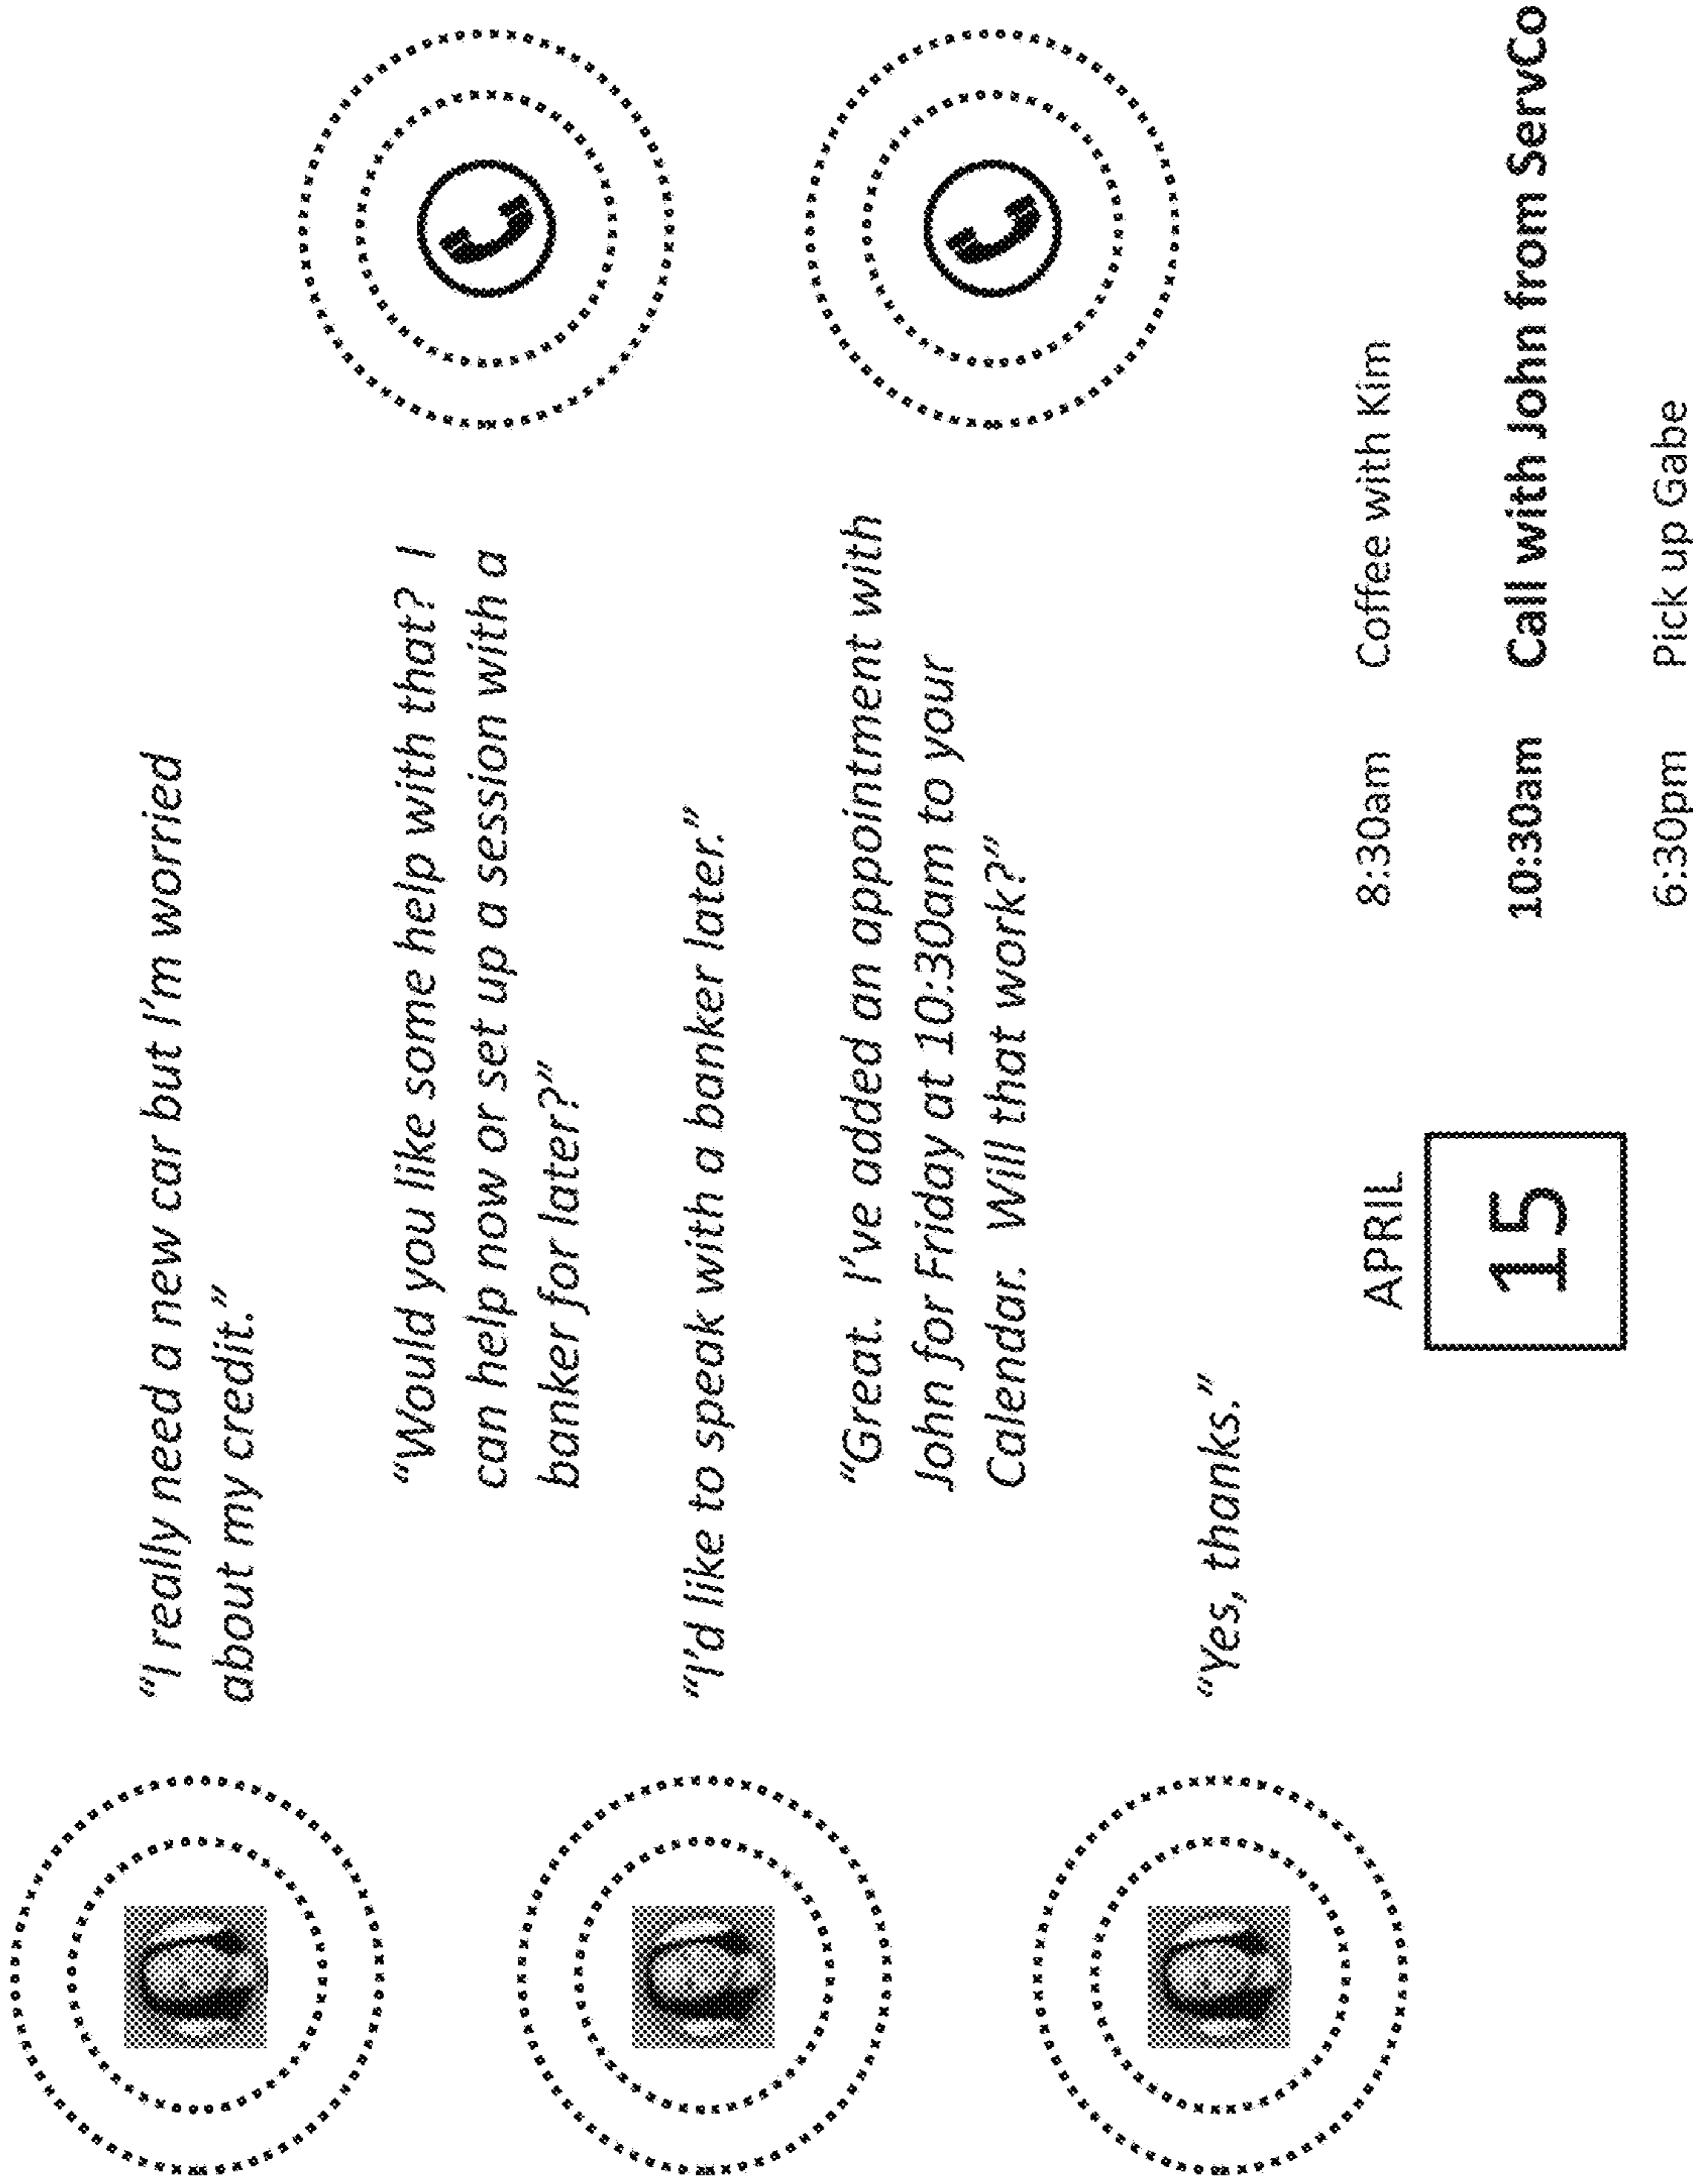 “I really need a new car but I’m worried
about my credit.”
“Would you like some help with that?  I
can help now or set up a session with a
banker for later?”
“I’d like to speak with a banker later.”
“Great.  I’ve added an appointment with
John for Friday at 10:30am to your
Calendar.  Will that work?”
“Yes, thanks.”
APRIL
15
8:30am Coffee with Kim
10:30am Call with John from ServCo
6:30pm Pick up Gabe